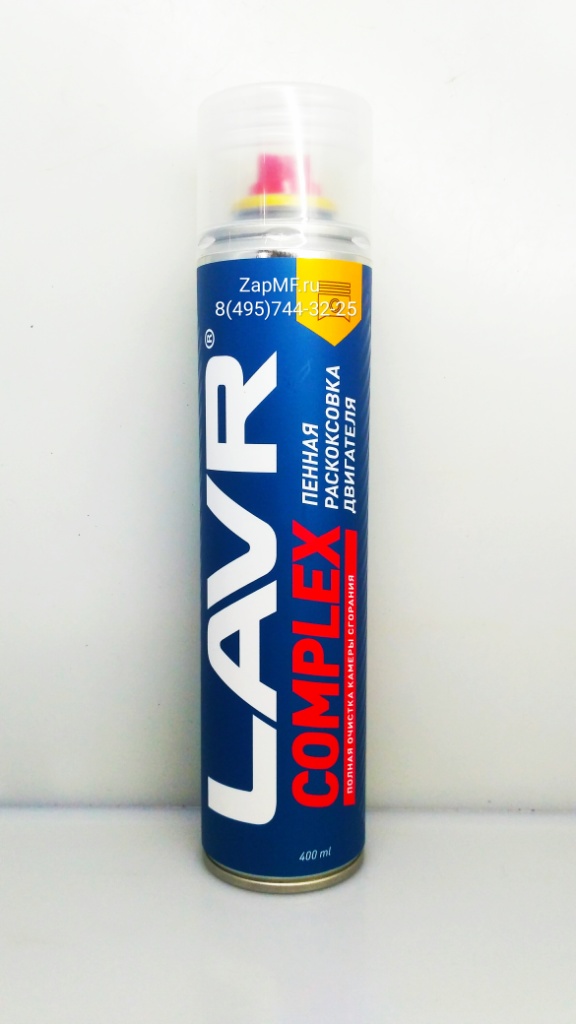 ZapMF.ru
8(495)744-32-25
LAVR®
COMPLEX
ПЕННАЯ
РАСКОКСОВКА
ДВИГАТЕЛЯ
ПОЛНАЯ ОЧИСТКА КАМЕРЫ СГОРАНИЯ
400 ml